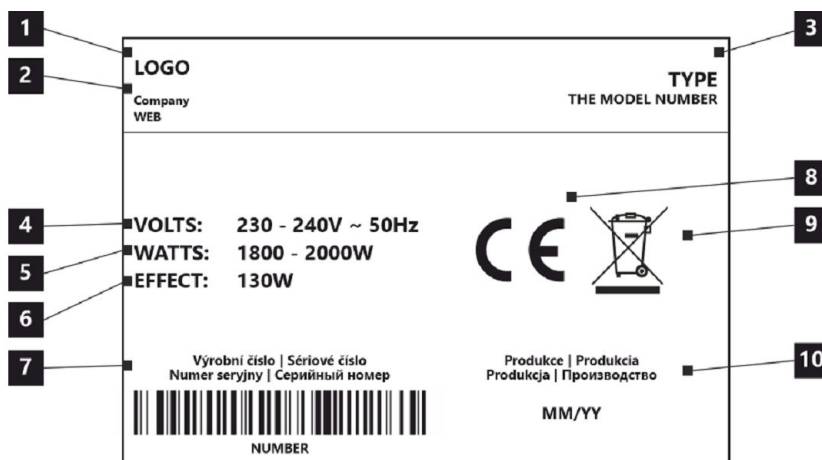 1
LOGO
2
Company
WEB
3
TYPE
THE MODEL NUMBER
4
VOLTS: 230 - 240V ~ 50Hz
5
WATTS: 1800 - 2000W
6
EFFECT: 130W
8
CE
9
7
Výrobní číslo | Sériové číslo
Numer seryjny | Серийный номер
NUMBER
10
Produkce | Produkcia
Produkcja | Производство
MM/YY